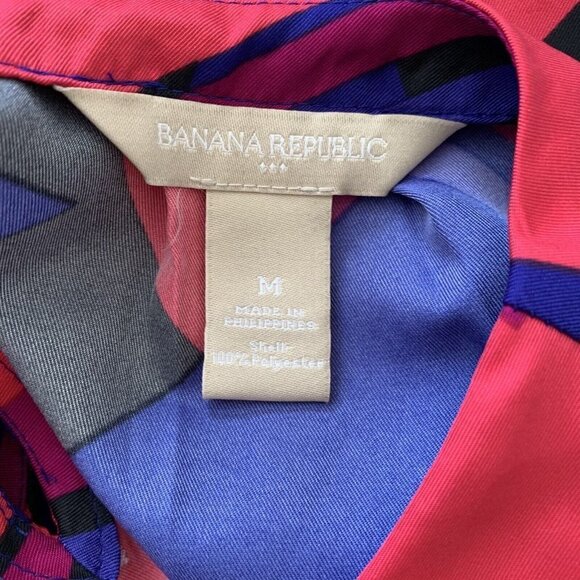 BANANA REPUBLIC
M
MADE IN
PHILIPPINES
Shell-
100% Polyester